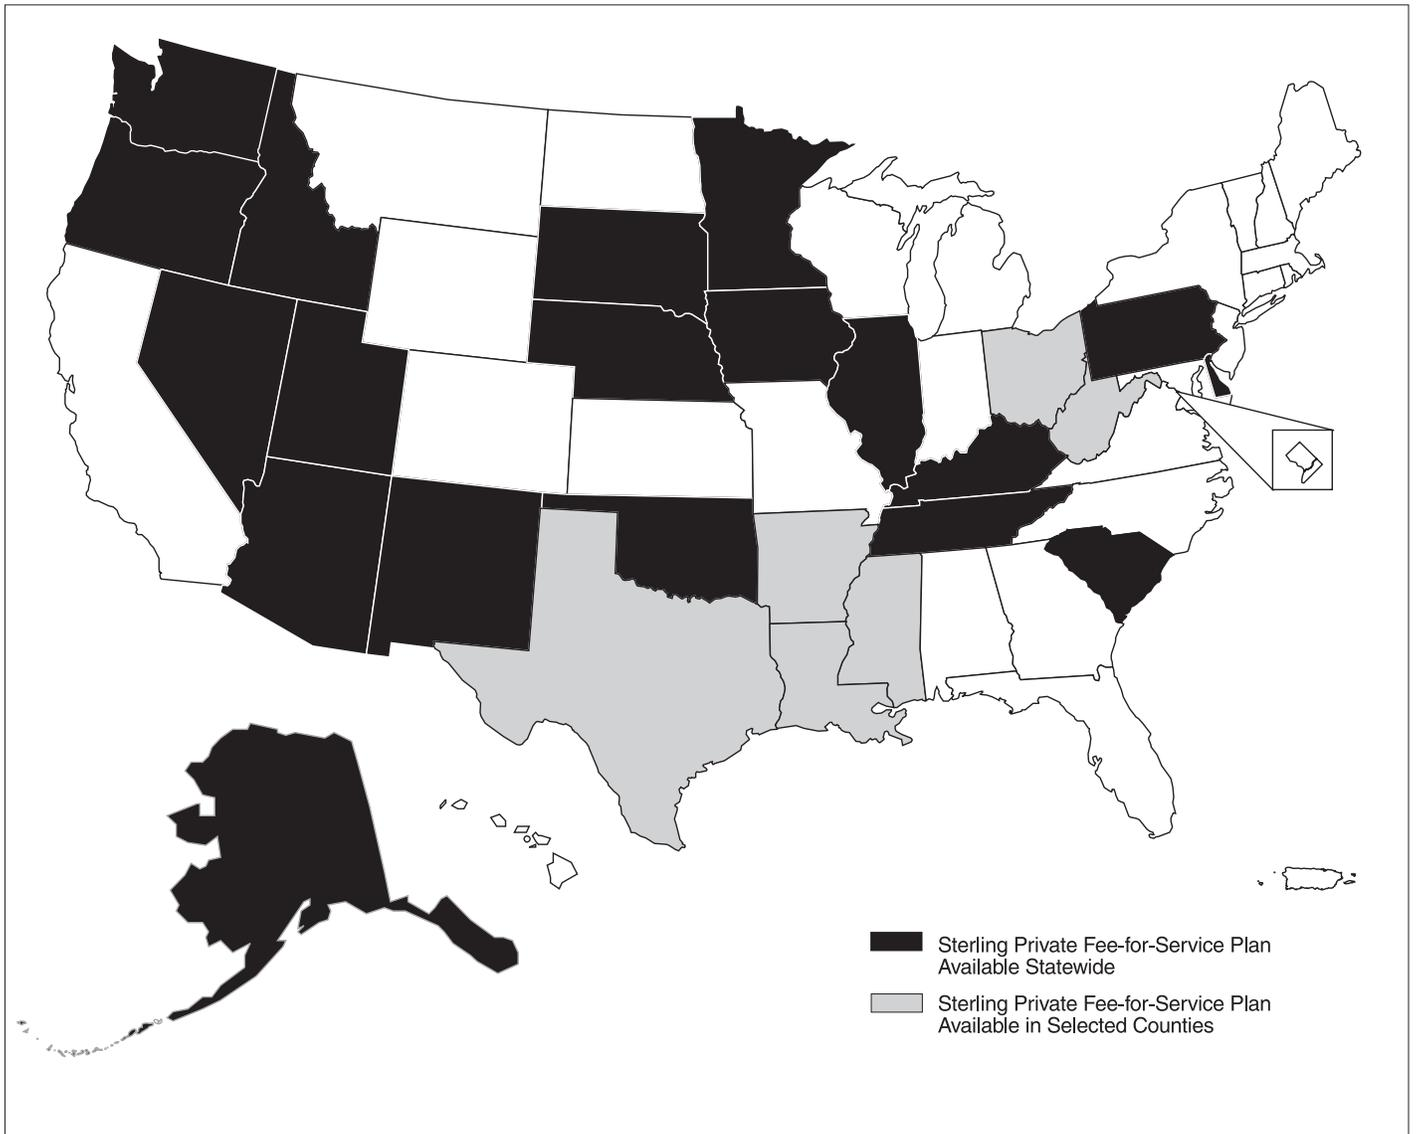 Sterling Private Fee-for-Service Plan
Available Statewide
Sterling Private Fee-for-Service Plan
Available in Selected Counties